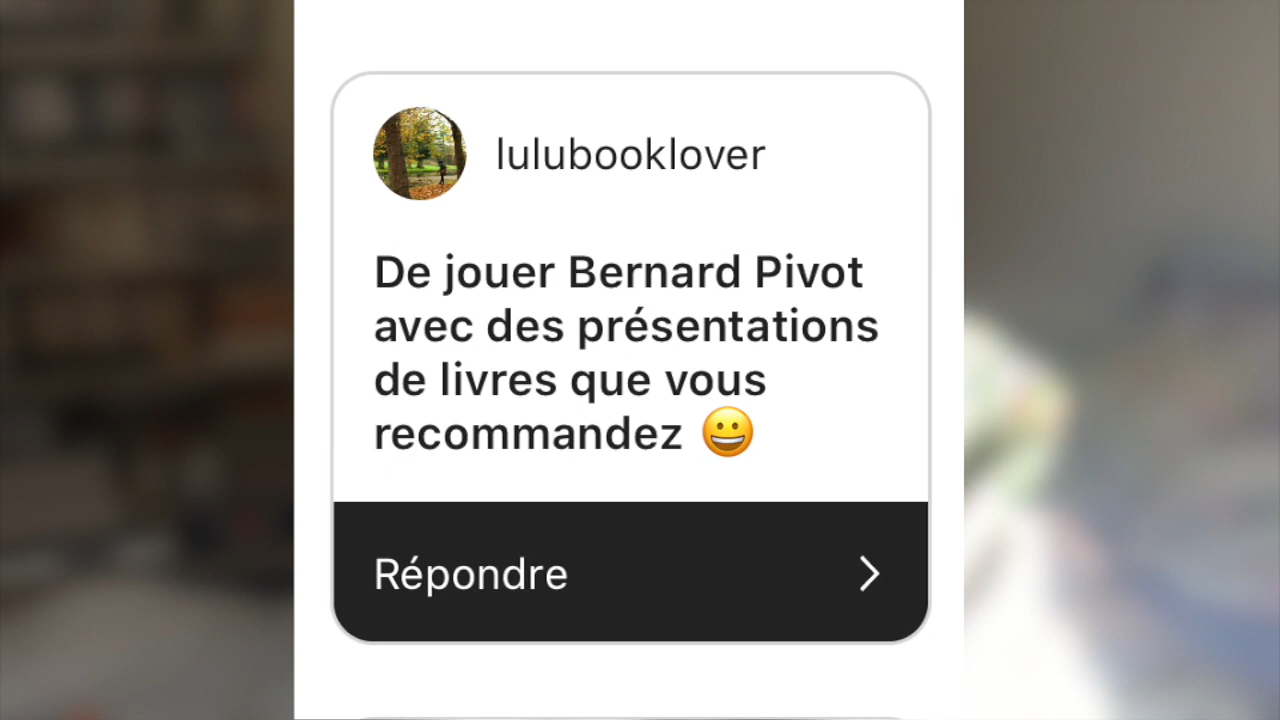 lulubooklover
De jouer Bernard Pivot
avec des présentations
de livres que vous
recommandez 😀
Répondre